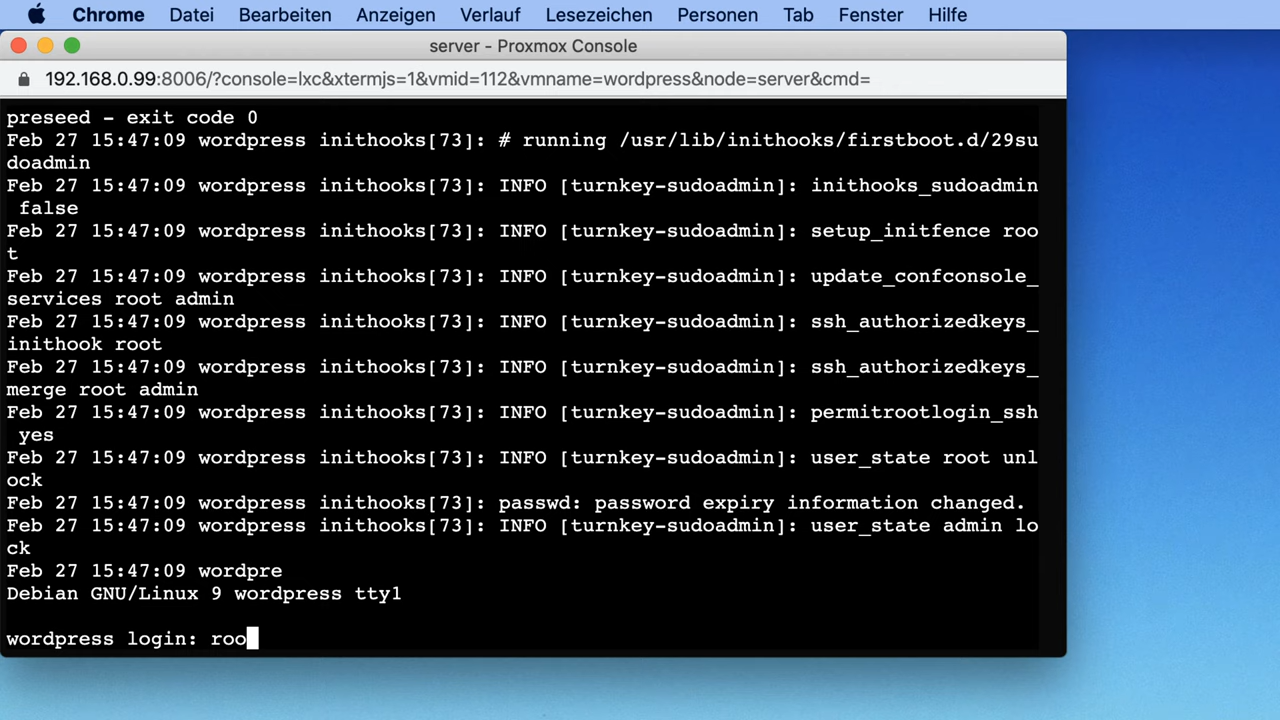 Chrome Datei Bearbeiten Anzeigen Verlauf Lesezeichen Personen Tab Fenster Hilfe
server - Proxmox Console
192.168.0.99:8006/?console=lxc&xtermjs=1&vmid=112&vmname=wordpress&node=server&cmd=
preseed - exit code 0
Feb 27 15:47:09 wordpress inithooks[73]: # running /usr/lib/inithooks/firstboot.d/29su
doadmin
Feb 27 15:47:09 wordpress inithooks[73]: INFO [turnkey-sudoadmin]: inithooks_sudoadmin
 false
Feb 27 15:47:09 wordpress inithooks[73]: INFO [turnkey-sudoadmin]: setup_initfence roo
t
Feb 27 15:47:09 wordpress inithooks[73]: INFO [turnkey-sudoadmin]: update_confconsole_
services root admin
Feb 27 15:47:09 wordpress inithooks[73]: INFO [turnkey-sudoadmin]: ssh_authorizedkeys_
inithook root
Feb 27 15:47:09 wordpress inithooks[73]: INFO [turnkey-sudoadmin]: ssh_authorizedkeys_
merge root admin
Feb 27 15:47:09 wordpress inithooks[73]: INFO [turnkey-sudoadmin]: permitrootlogin_ssh
 yes
Feb 27 15:47:09 wordpress inithooks[73]: INFO [turnkey-sudoadmin]: user_state root unl
ock
Feb 27 15:47:09 wordpress inithooks[73]: passwd: password expiry information changed.
Feb 27 15:47:09 wordpress inithooks[73]: INFO [turnkey-sudoadmin]: user_state admin lo
ck
Feb 27 15:47:09 wordpre
Debian GNU/Linux 9 wordpress tty1
wordpress login: roo